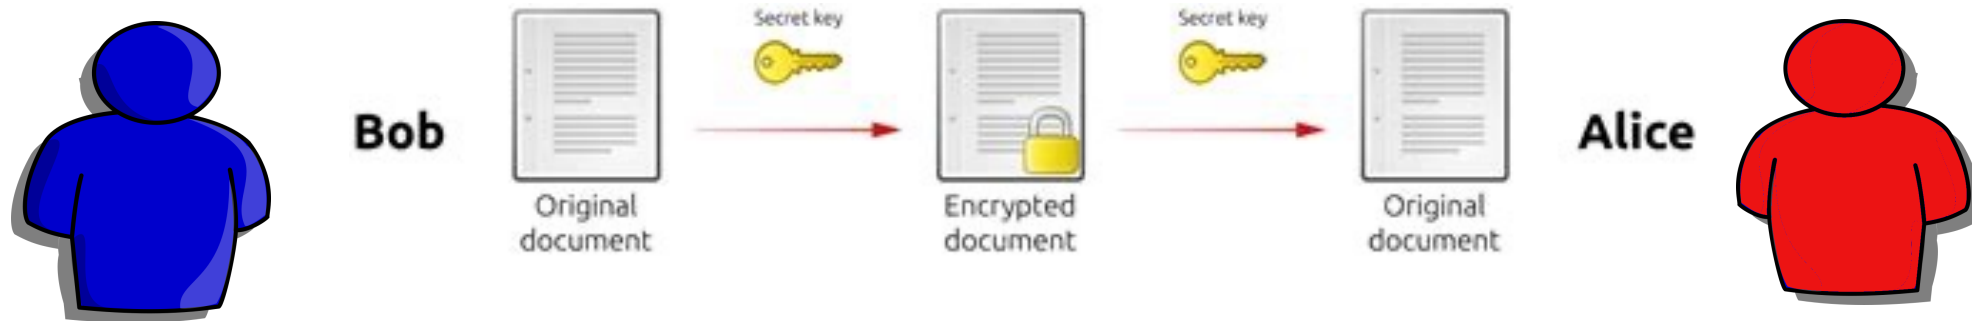 Secret key
Secret key
Bob
Alice
Original
document
Encrypted
document
Original
document